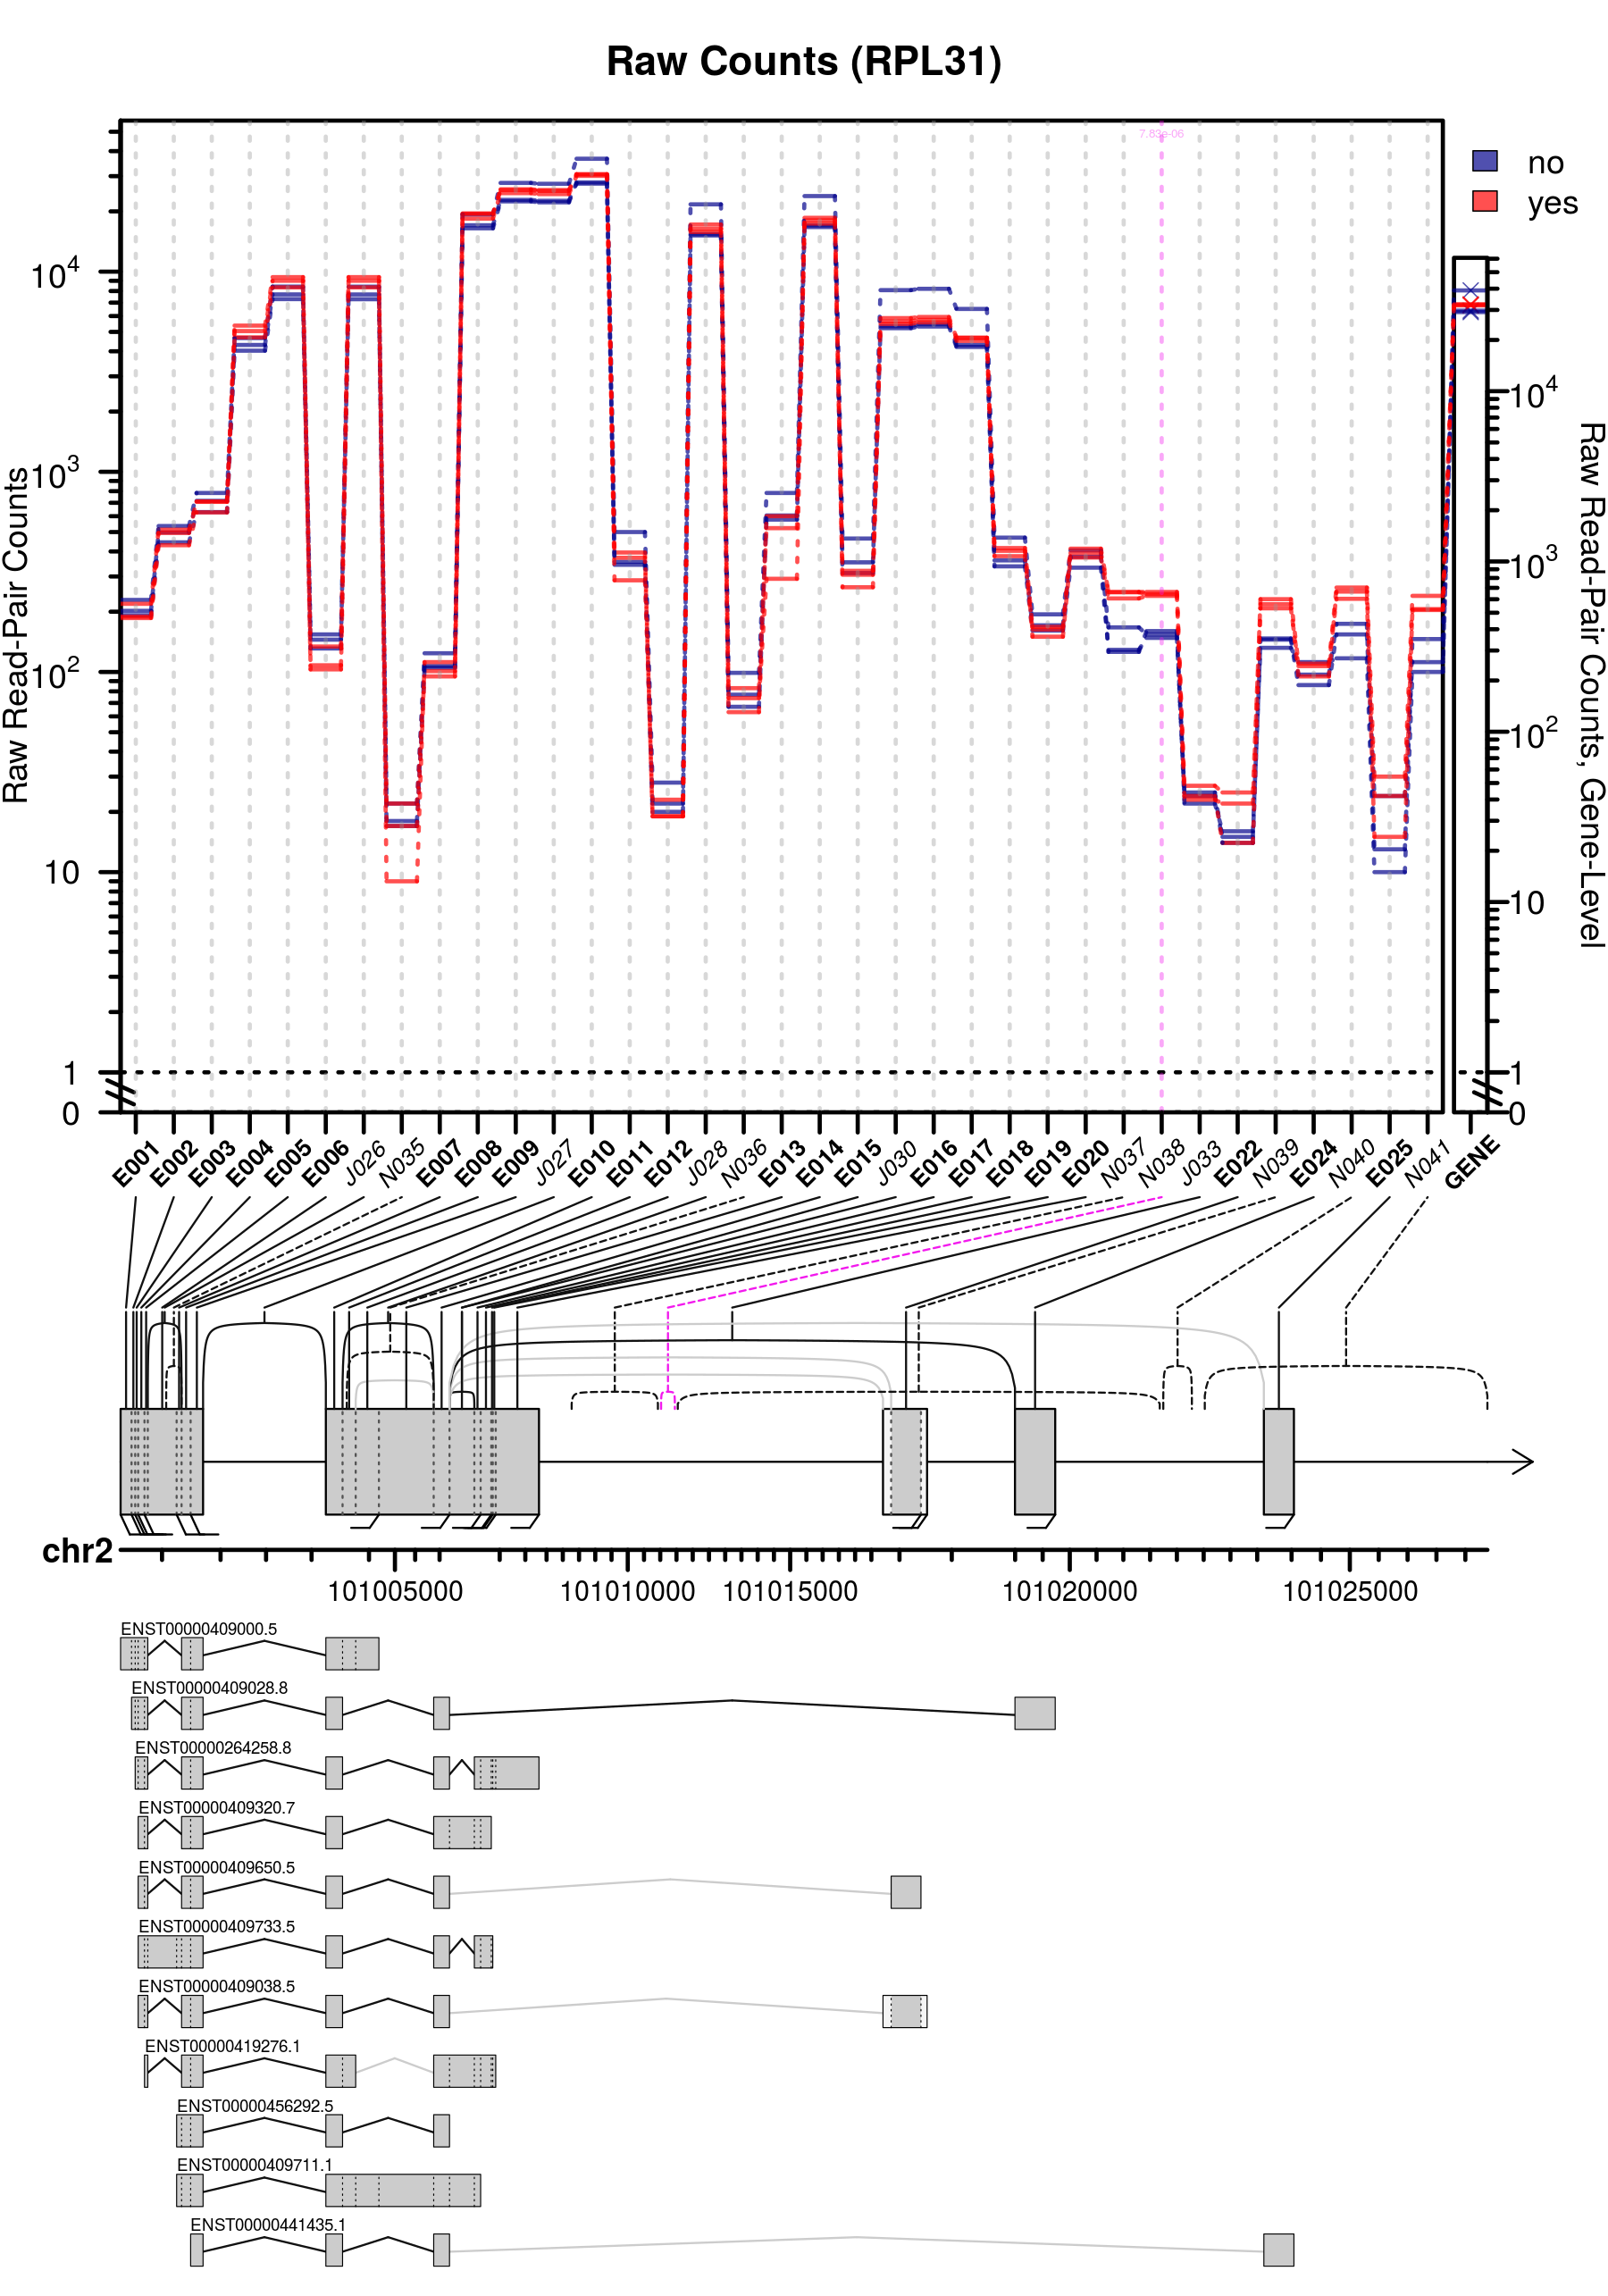 Raw Counts (RPL31)
7.83e-06
no
yes
Raw Read-Pair Counts
10^4
10^3
10^2
10
1
0
Raw Read-Pair Counts, Gene-Level
10^4
10^3
10^2
10
1
0
E001 E002 E003 E004 E005 E006 J026 N035 E007 E008 E009 J027 E010 E011 E012 J028 N036 E013 E014 E015 J030 E016 E017 E018 E019 E020 N037 N038 J033 E022 N039 E024 N040 E025 N041 GENE
chr2
101005000 101010000 101015000 101020000 101025000
ENST00000409000.5
ENST00000409028.8
ENST00000264258.8
ENST00000409320.7
ENST00000409650.5
ENST00000409733.5
ENST00000409038.5
ENST00000419276.1
ENST00000456292.5
ENST00000409711.1
ENST00000441435.1